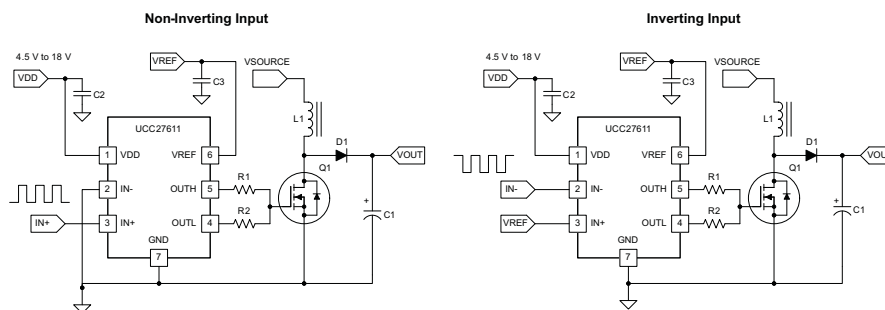 Non-Inverting Input
4.5 V to 18 V
VDD
C2
VREF
C3
VSOURCE
L1
UCC27611
D1
VOUT
1 VDD
VREF 6
Q1
2 IN-
OUTH 5
R1
IN+
3 IN+
OUTL 4
R2
+
C1
GND
7
Inverting Input
4.5 V to 18 V
VDD
C2
VREF
C3
VSOURCE
L1
UCC27611
D1
VOU
1 VDD
VREF 6
Q1
IN-
2 IN-
OUTH 5
R1
VREF
3 IN+
OUTL 4
R2
+
C1
GND
7